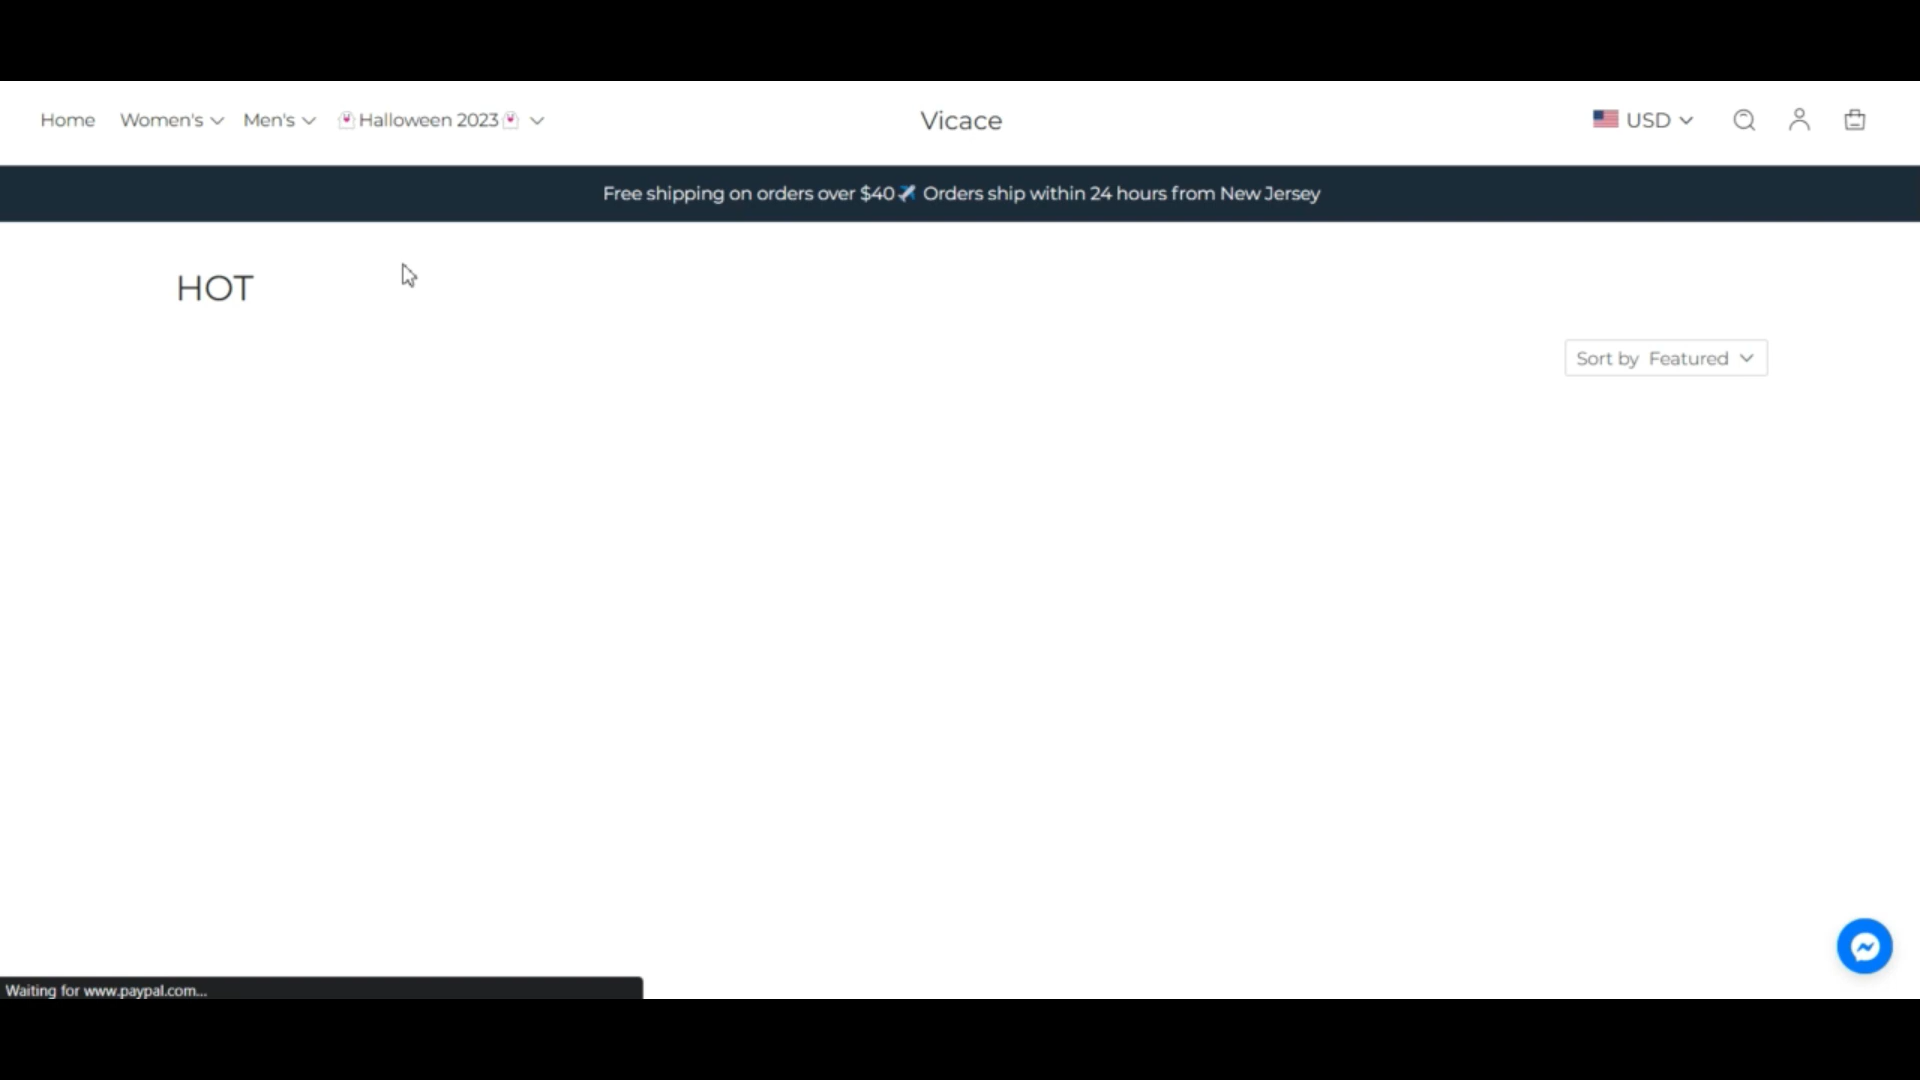 Home Women's Men's 👻Halloween 2023👻 Vicace USD
Free shipping on orders over $40✈️ Orders ship within 24 hours from New Jersey
HOT
Sort by Featured
Waiting for www.paypal.com...